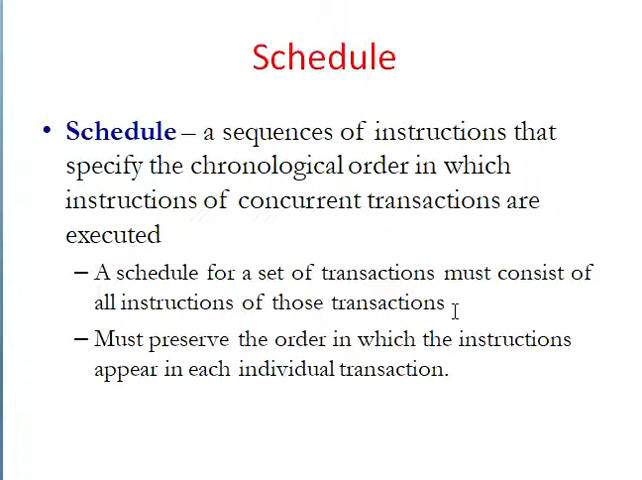 Schedule
• Schedule – a sequences of instructions that
specify the chronological order in which
instructions of concurrent transactions are
executed
– A schedule for a set of transactions must consist of
all instructions of those transactions
– Must preserve the order in which the instructions
appear in each individual transaction.